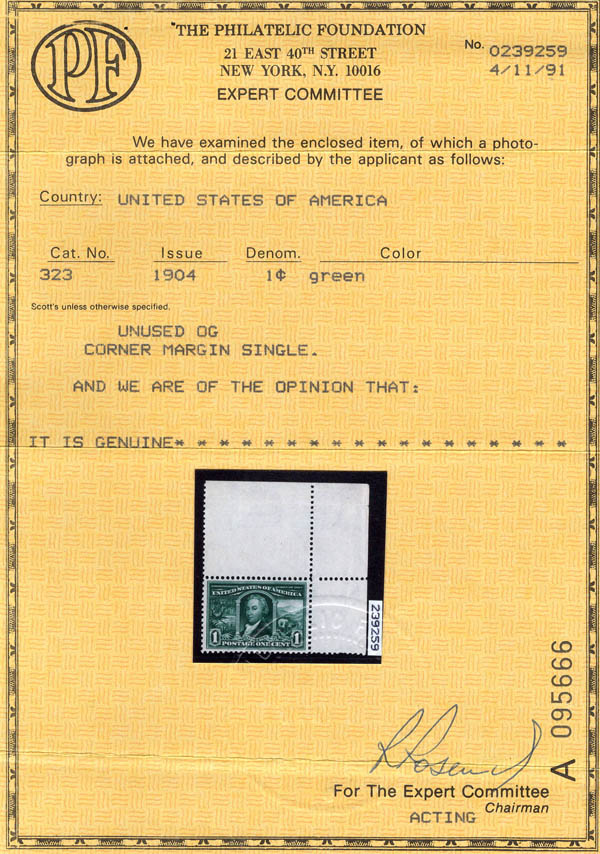 PF
THE PHILATELIC FOUNDATION
21 EAST 40TH STREET
NEW YORK, N.Y. 10016
EXPERT COMMITTEE
No. 0239259
4/11/91
We have examined the enclosed item, of which a photo-
graph is attached, and described by the applicant as follows:
Country: UNITED STATES OF AMERICA
Cat. No. Issue Denom. Color
323 1904 1¢ green
Scott's unless otherwise specified.
UNUSED OG
CORNER MARGIN SINGLE.
AND WE ARE OF THE OPINION THAT:
IT IS GENUINE* * * * * * * * * * * * * * * * * *
UNITED STATES OF AMERICA
1 POSTAGE ONE CENT 1
239259
A 095666
For The Expert Committee
Chairman
ACTING